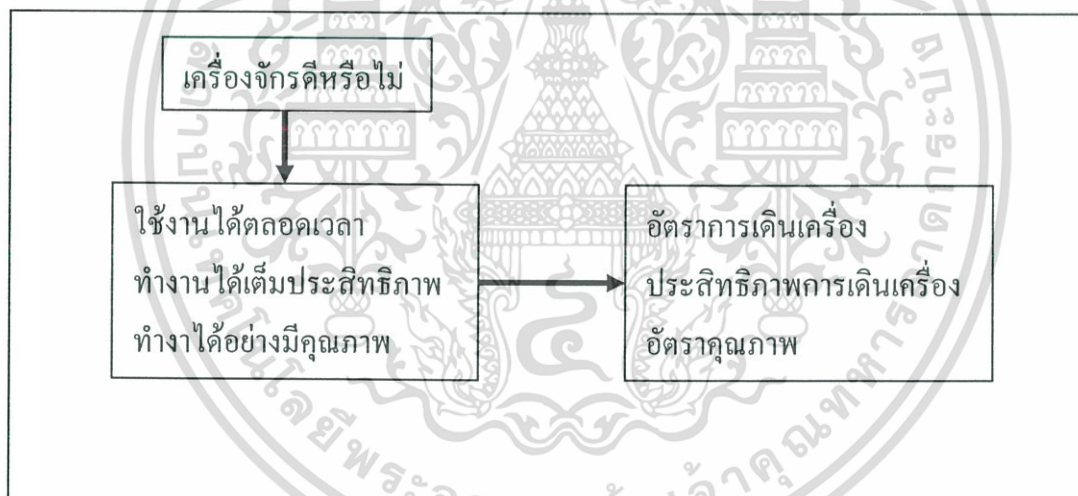 เครื่องจักรดีหรือไม่
ใช้งานได้ตลอดเวลา
ทำงานได้เต็มประสิทธิภาพ
ทำงาได้อย่างมีคุณภาพ
อัตราการเดินเครื่อง
ประสิทธิภาพการเดินเครื่อง
อัตราคุณภาพ